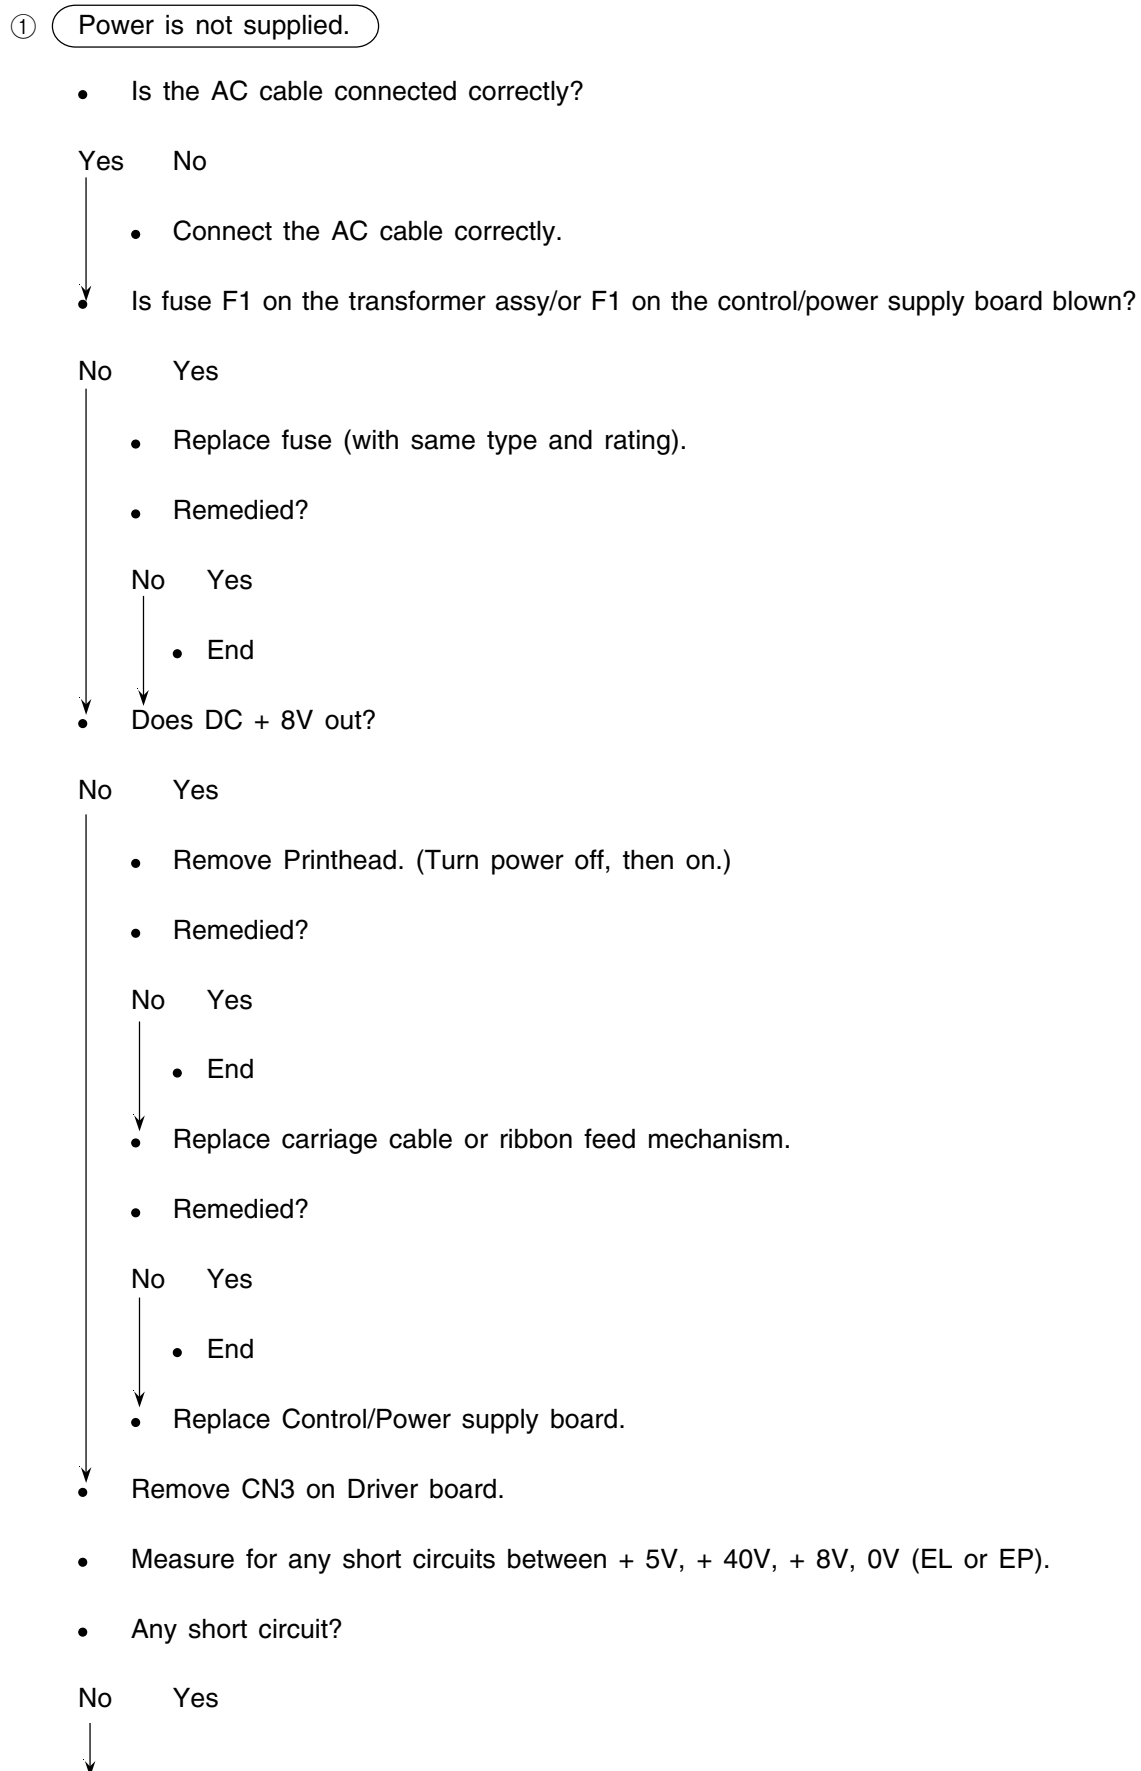 ① Power is not supplied.
• Is the AC cable connected correctly?
Yes No
• Connect the AC cable correctly.
• Is fuse F1 on the transformer assy/or F1 on the control/power supply board blown?
No Yes
• Replace fuse (with same type and rating).
• Remedied?
No Yes
• End
• Does DC + 8V out?
No Yes
• Remove Printhead. (Turn power off, then on.)
• Remedied?
No Yes
• End
• Replace carriage cable or ribbon feed mechanism.
• Remedied?
No Yes
• End
• Replace Control/Power supply board.
• Remove CN3 on Driver board.
• Measure for any short circuits between + 5V, + 40V, + 8V, 0V (EL or EP).
• Any short circuit?
No Yes